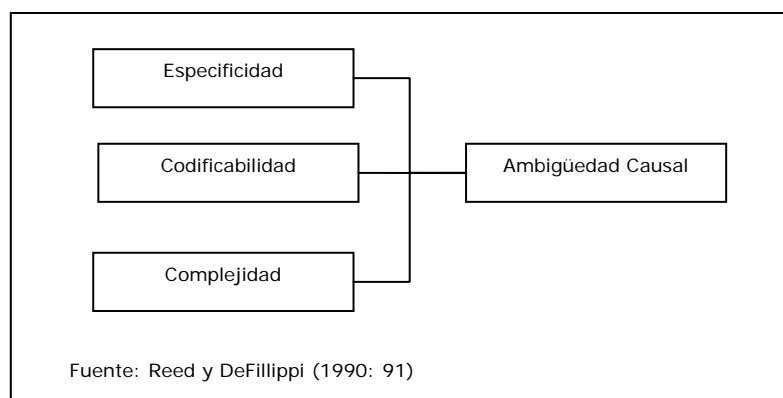 Especificidad
Codificabilidad
Ambigüedad Causal
Complejidad
Fuente: Reed y DeFillippi (1990: 91)